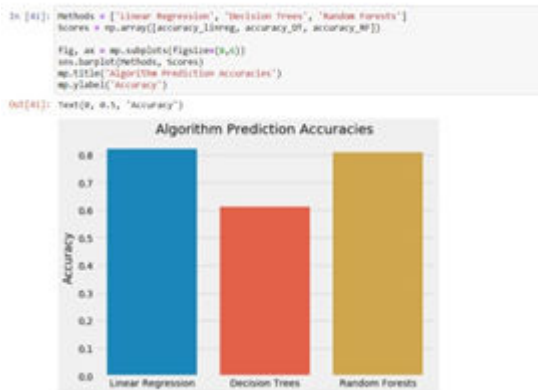 In [41]: Methods = ['Linear Regression', 'Decision Trees', 'Random Forests']
Scores = np.array([accuracy_linreg, accuracy_DT, accuracy_RF])
fig, ax = mp.subplots(figsize=(8,6))
sns.barplot(Methods, Scores)
mp.title('Algorithm Prediction Accuracies')
mp.ylabel('Accuracy')
Out[41]: Text(0, 0.5, 'Accuracy')
Algorithm Prediction Accuracies
0.8
0.7
0.6
0.5
0.4
0.3
0.2
0.1
0.0
Accuracy
Linear Regression Decision Trees Random Forests